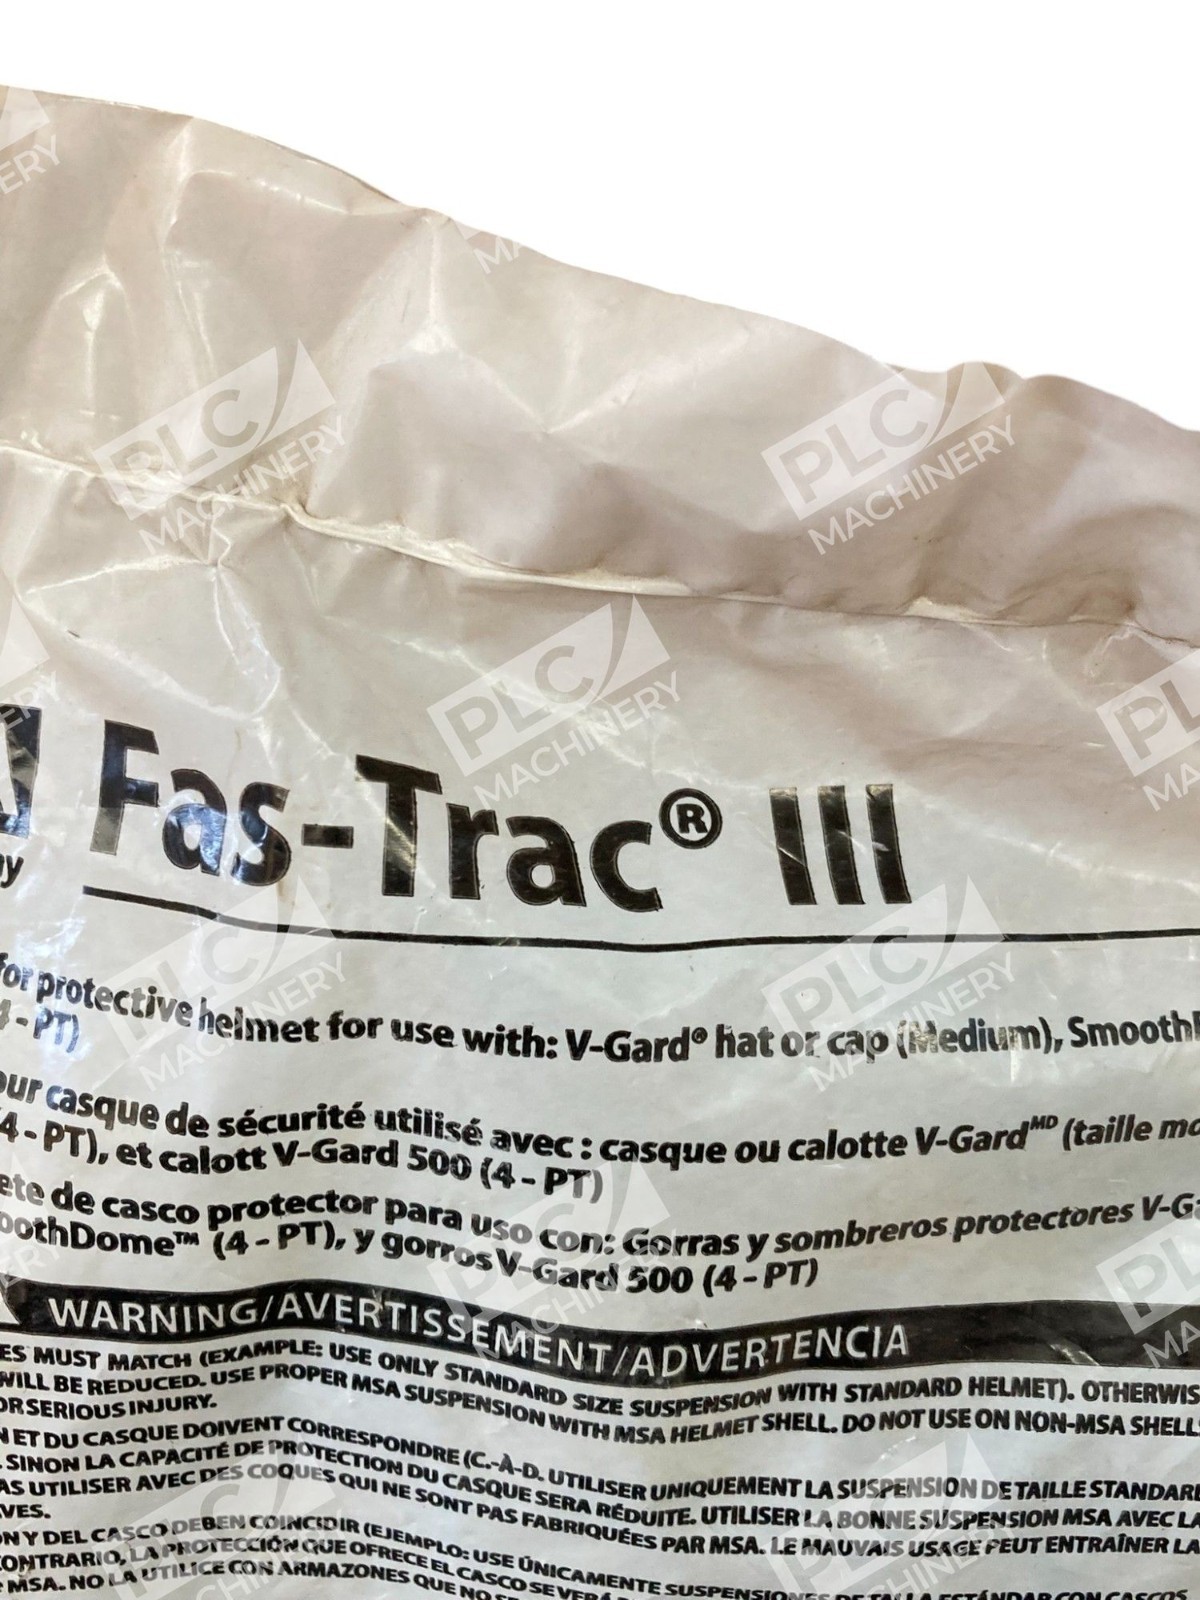 Fas-Trac® III
for protective helmet for use with: V-Gard® hat or cap (Medium),
4 - PT)
our casque de sécurité utilisé avec : casque ou calotte V-Gard MD (taille
(4 - PT), et calott V-Gard 500 (4 - PT)
ete de casco protector para uso con: Gorras y sombreros protectores
oothDome™ (4 - PT), y gorros V-Gard 500 (4 - PT)
WARNING/AVERTISSEMENT/ADVERTENCIA
ES MUST MATCH (EXAMPLE: USE ONLY STANDARD SIZE SUSPENSION WITH STANDARD HELMET). OTHERWIS
WILL BE REDUCED. USE PROPER MSA SUSPENSION WITH MSA HELMET SHELL. DO NOT USE ON NON-MSA SHELLS
OR SERIOUS INJURY.
N ET DU CASQUE DOIVENT CORRESPONDRE (C.-À-D. UTILISER UNIQUEMENT LA SUSPENSION DE TAILLE STANDARD
. SINON LA CAPACITÉ DE PROTECTION DU CASQUE SERA RÉDUITE. UTILISER LA BONNE SUSPENSION MSA AVEC LA
AS UTILISER AVEC DES COQUES QUI NE SONT PAS FABRIQUÉES PAR MSA. LE MAUVAIS USAGE PEUT ENTRAÎNER LA
VES.
ON Y DEL CASCO DEBEN COINCIDIR (EJEMPLO: USE ÚNICAMENTE SUSPENSIONES DE TALLA ESTÁNDAR CON CASCOS
CONTRARIO, LA PROTECCIÓN QUE OFRECE EL CASCO SE VERÁ
MSA. NO LA UTILICE CON ARMAZONES QUE NO
PLC
MACHINERY